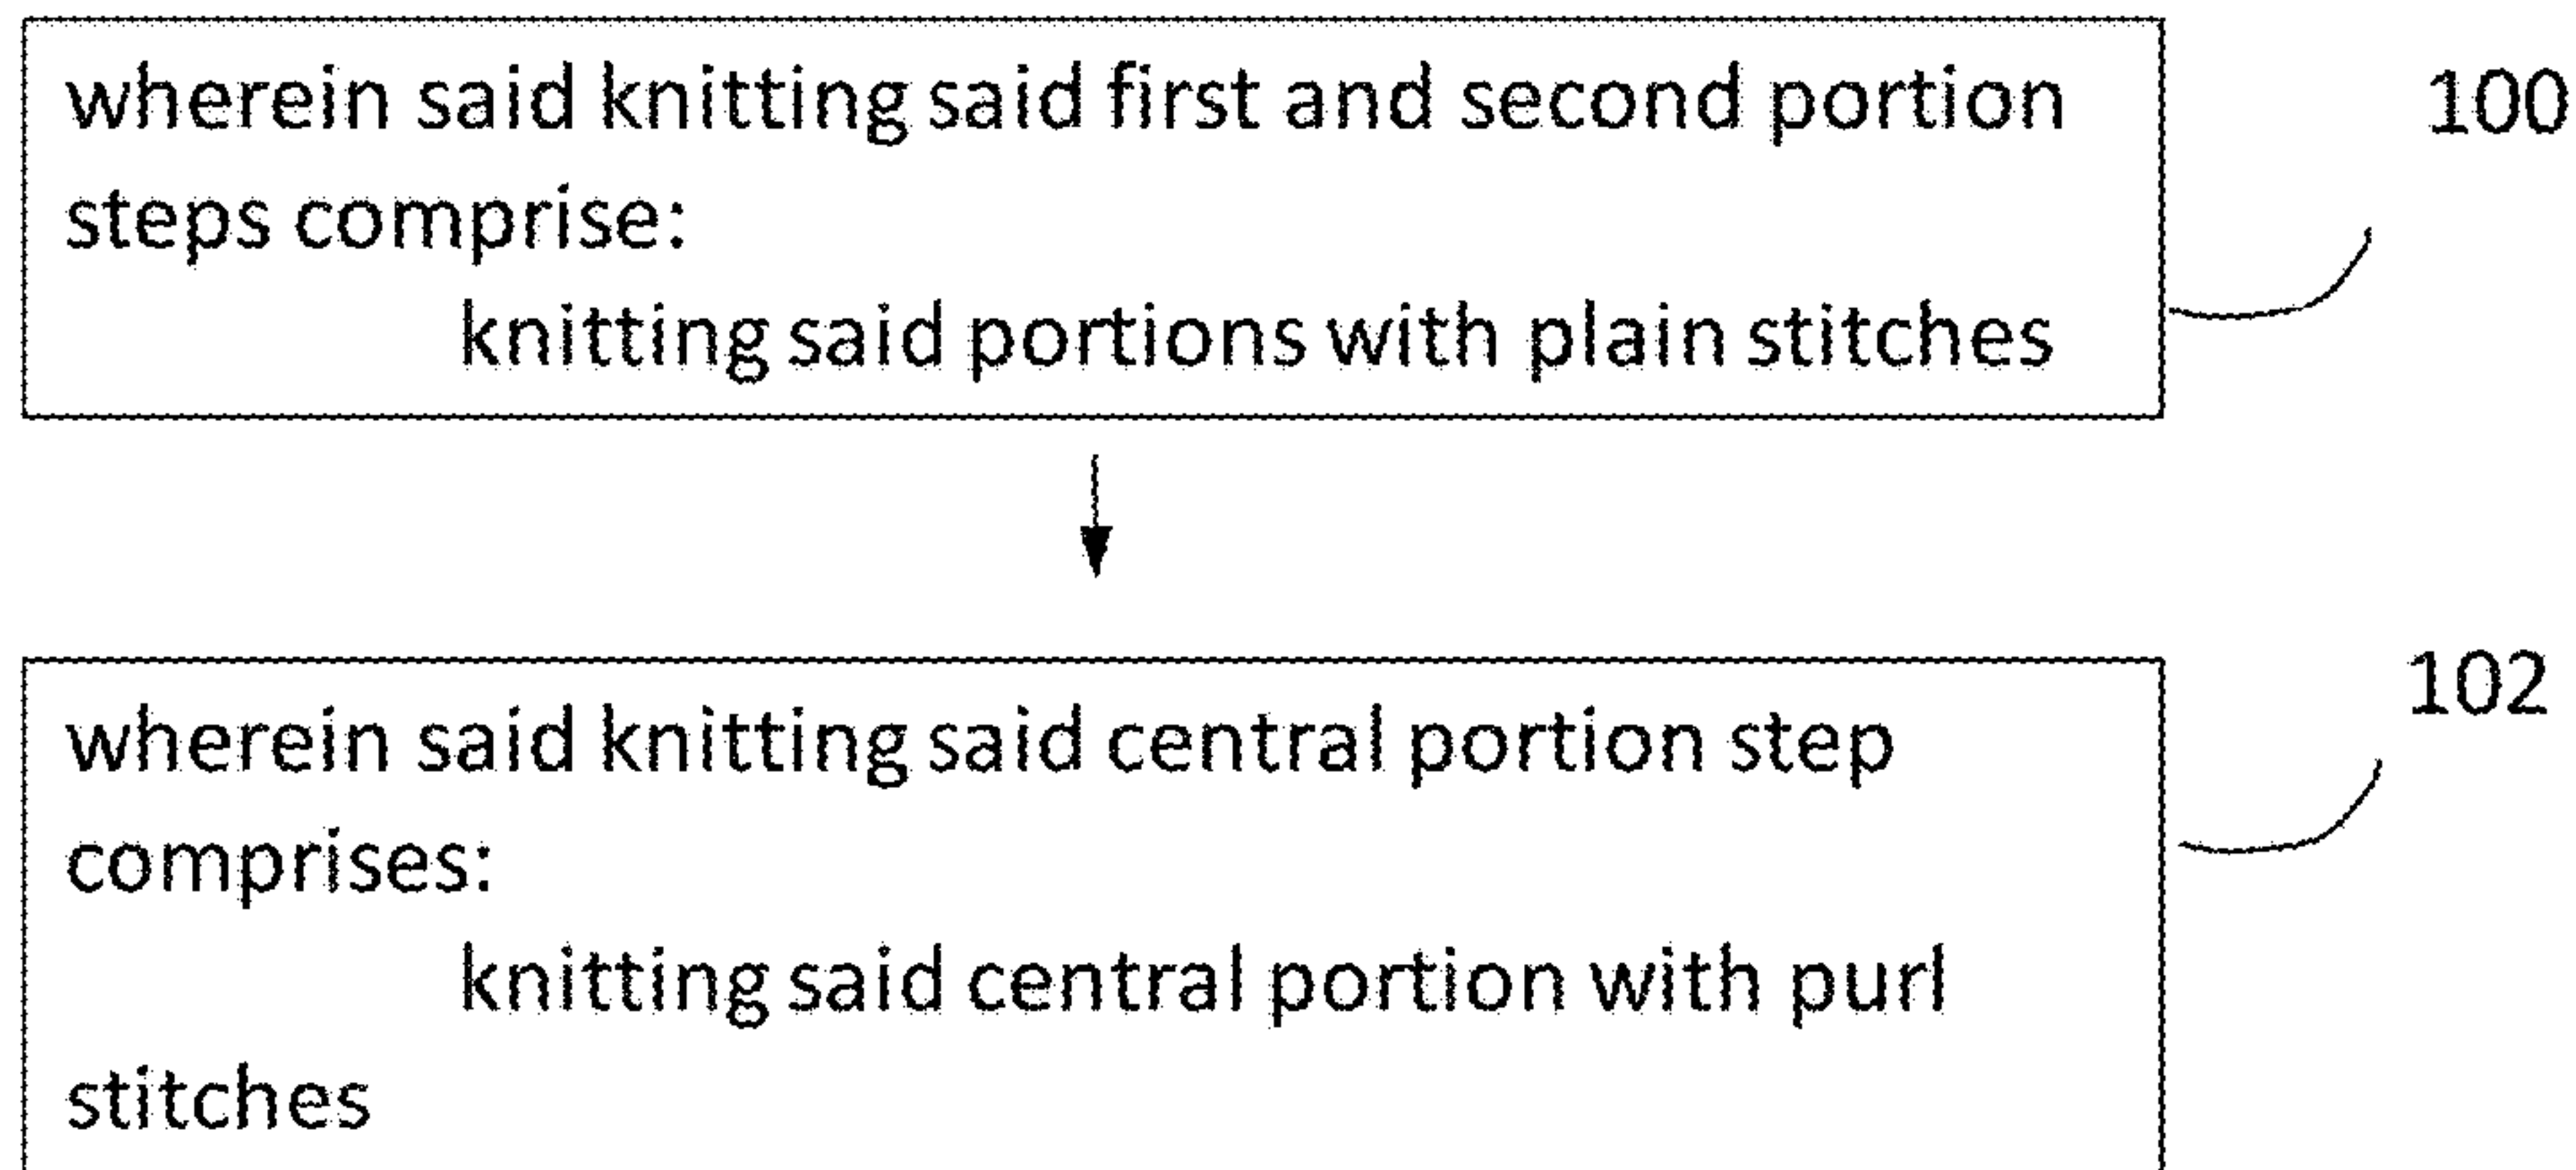 wherein said knitting said first and second portion
100
steps comprise:
knitting said portions with plain stitches
wherein said knitting said central portion step
102
comprises:
knitting said central portion with purl
stitches